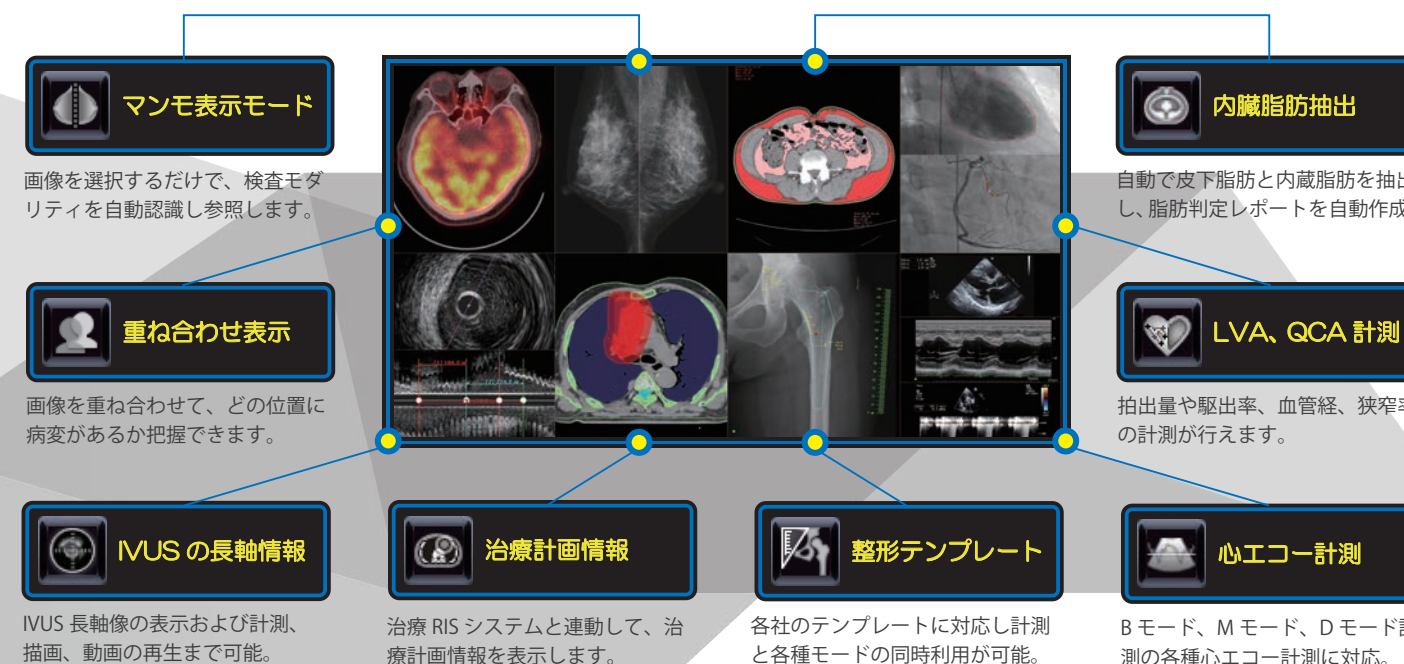 マンモ表示モード
画像を選択するだけで、検査モダ
リティを自動認識し参照します。
内臓脂肪抽出
自動で皮下脂肪と内蔵脂肪を抽出
し、脂肪判定レポートを自動作成
重ね合わせ表示
画像を重ね合わせて、どの位置に
病変があるか把握できます。
LVA、QCA 計測
拍出量や駆出率、血管経、狭窄率
の計測が行えます。
IVUS の長軸情報
IVUS 長軸像の表示および計測、
描画、動画の再生まで可能。
治療計画情報
治療 RIS システムと連動して、治
療計画情報を表示します。
整形テンプレート
各社のテンプレートに対応し計測
と各種モードの同時利用が可能。
心エコー計測
B モード、M モード、D モード計
測の各種心エコー計測に対応。